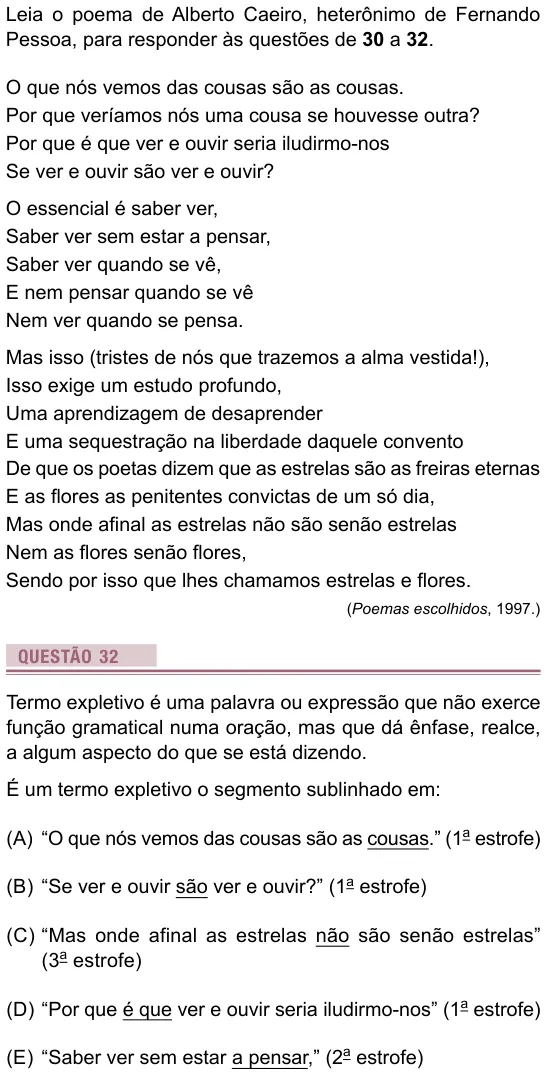 Leia o poema de Alberto Caeiro, heterônimo de Fernando
Pessoa, para responder às questões de 30 a 32.
O que nós vemos das cousas são as cousas.
Por que veríamos nós uma cousa se houvesse outra?
Por que é que ver e ouvir seria iludirmo-nos
Se ver e ouvir são ver e ouvir?
O essencial é saber ver,
Saber ver sem estar a pensar,
Saber ver quando se vê,
E nem pensar quando se vê
Nem ver quando se pensa.
Mas isso (tristes de nós que trazemos a alma vestida!),
Isso exige um estudo profundo,
Uma aprendizagem de desaprender
E uma sequestração na liberdade daquele convento
De que os poetas dizem que as estrelas são as freiras eternas
E as flores as penitentes convictas de um só dia,
Mas onde afinal as estrelas não são senão estrelas
Nem as flores senão flores,
Sendo por isso que lhes chamamos estrelas e flores.
(Poemas escolhidos, 1997.)
QUESTÃO 32
Termo expletivo é uma palavra ou expressão que não exerce
função gramatical numa oração, mas que dá ênfase, realce,
a algum aspecto do que se está dizendo.
É um termo expletivo o segmento sublinhado em:
(A) “O que nós vemos das cousas são as cousas.” (1ª estrofe)
(B) “Se ver e ouvir são ver e ouvir?” (1ª estrofe)
(C) “Mas onde afinal as estrelas não são senão estrelas”
(3ª estrofe)
(D) “Por que é que ver e ouvir seria iludirmo-nos” (1ª estrofe)
(E) “Saber ver sem estar a pensar,” (2ª estrofe)